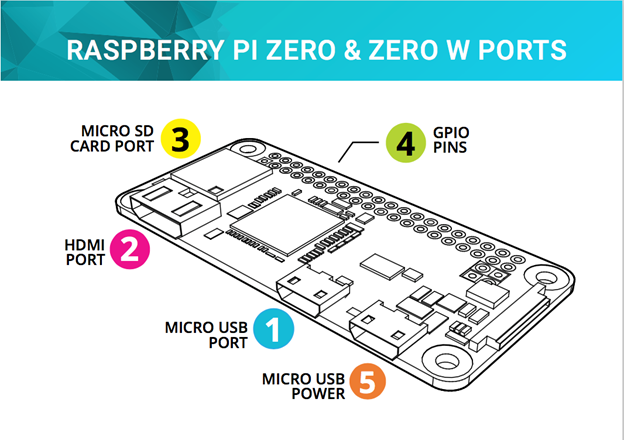 RASPBERRY PI ZERO & ZERO W PORTS
MICRO SD
CARD PORT
3
4
GPIO
PINS
HDMI
PORT
2
MICRO USB
PORT
1
MICRO USB
POWER
5